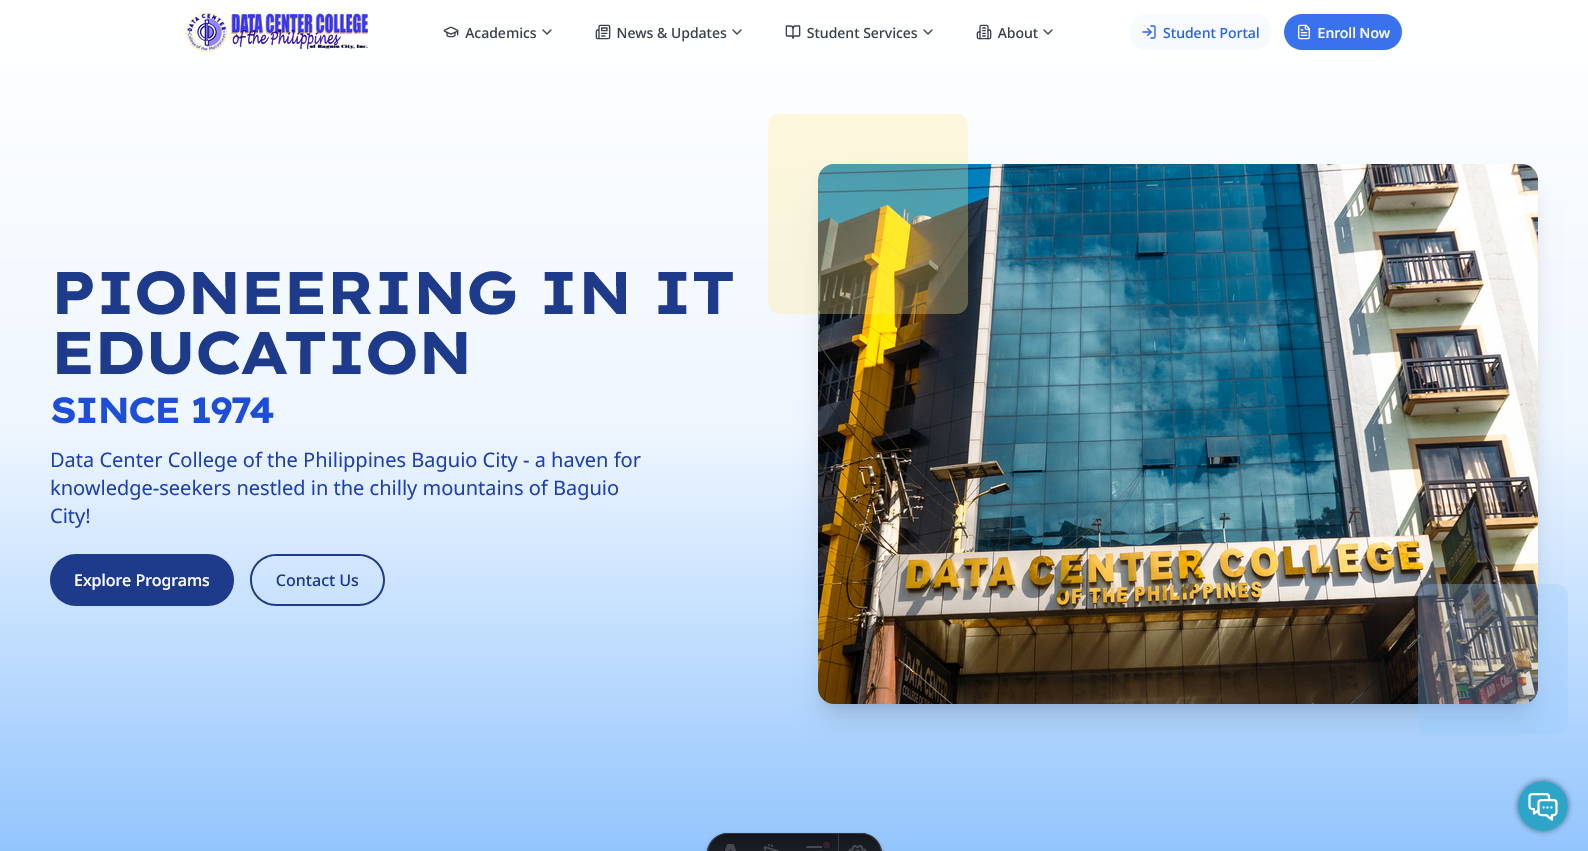 DATA CENTER COLLEGE
of the Philippines
of Baguio City, Inc.
Academics
News & Updates
Student Services
About
Student Portal
Enroll Now
PIONEERING IN IT
EDUCATION
SINCE 1974
Data Center College of the Philippines Baguio City - a haven for
knowledge-seekers nestled in the chilly mountains of Baguio
City!
Explore Programs
Contact Us
DATA CENTER COLLEGE
OF THE PHILIPPINES
DATA CENTER